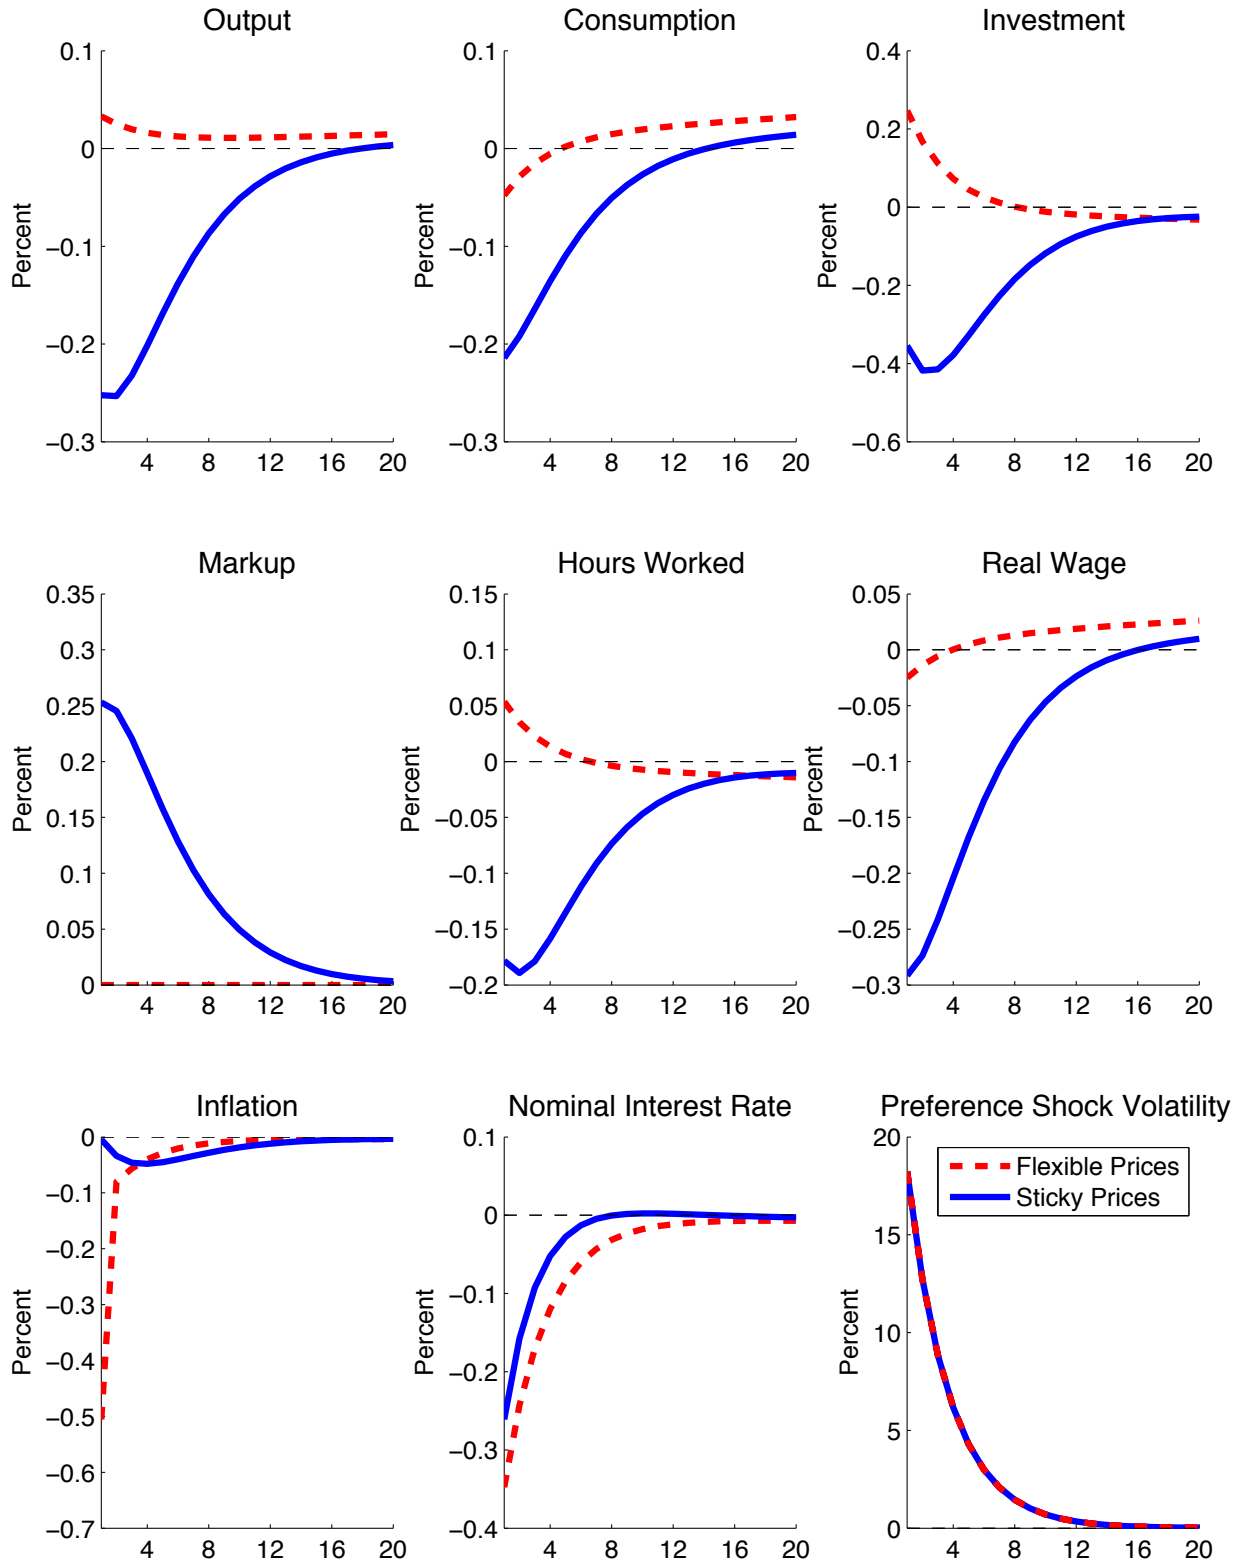 Output
Consumption
Investment
0.1
0
−0.1
−0.2
−0.3
Percent
4 8 12 16 20
0.1
0
−0.1
−0.2
−0.3
Percent
4 8 12 16 20
0.4
0.2
0
−0.2
−0.4
−0.6
Percent
4 8 12 16 20
Markup
Hours Worked
Real Wage
0.35
0.3
0.25
0.2
0.15
0.1
0.05
0
Percent
4 8 12 16 20
0.15
0.1
0.05
0
−0.05
−0.1
−0.15
−0.2
Percent
4 8 12 16 20
0.05
0
−0.05
−0.1
−0.15
−0.2
−0.25
−0.3
Percent
4 8 12 16 20
Inflation
Nominal Interest Rate
Preference Shock Volatility
0
−0.1
−0.2
−0.3
−0.4
−0.5
−0.6
−0.7
Percent
4 8 12 16 20
0.1
0
−0.1
−0.2
−0.3
−0.4
Percent
4 8 12 16 20
20
15
10
5
0
Percent
Flexible Prices
Sticky Prices
4 8 12 16 20